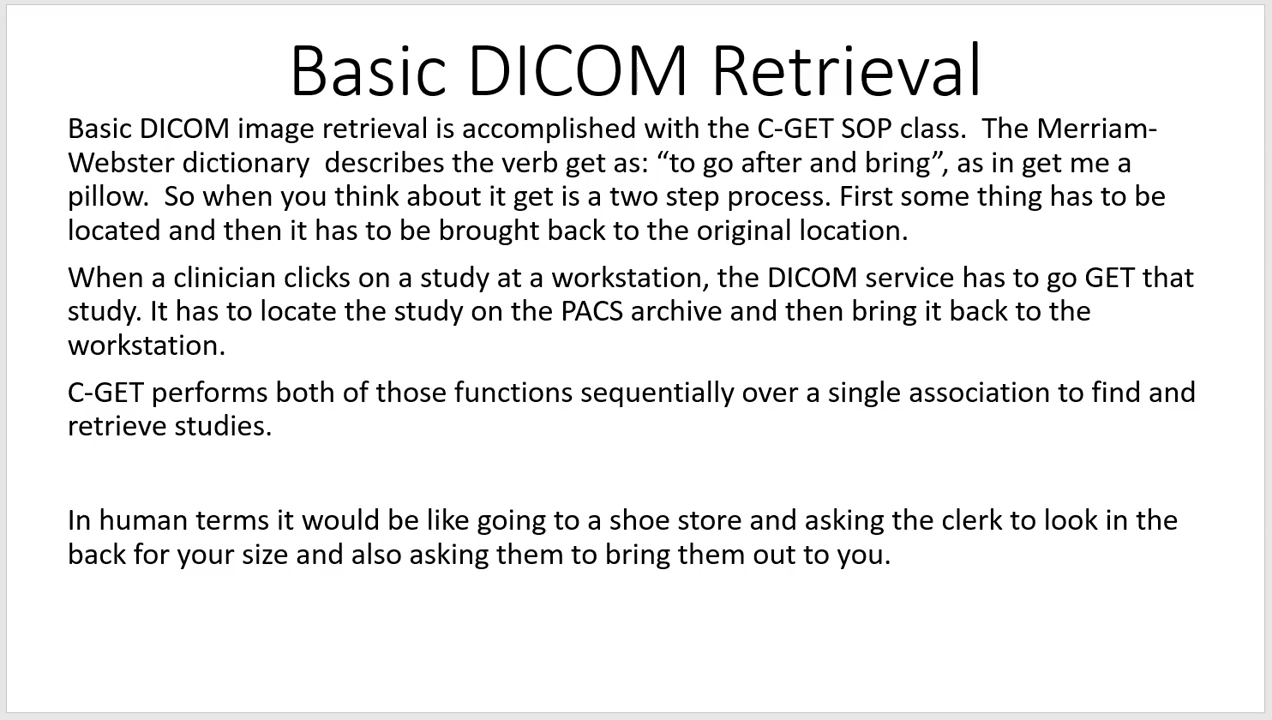 Basic DICOM Retrieval
Basic DICOM image retrieval is accomplished with the C-GET SOP class.  The Merriam-
Webster dictionary  describes the verb get as: “to go after and bring”, as in get me a
pillow.  So when you think about it get is a two step process. First some thing has to be
located and then it has to be brought back to the original location.
When a clinician clicks on a study at a workstation, the DICOM service has to go GET that
study. It has to locate the study on the PACS archive and then bring it back to the
workstation.
C-GET performs both of those functions sequentially over a single association to find and
retrieve studies.
In human terms it would be like going to a shoe store and asking the clerk to look in the
back for your size and also asking them to bring them out to you.